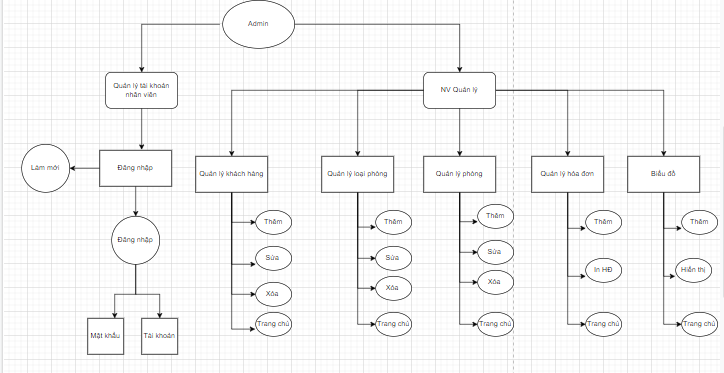 Admin
Quản lý tài khoản
nhân viên
NV Quản lý
Làm mới
Đăng nhập
Quản lý khách hàng
Quản lý loại phòng
Quản lý phòng
Quản lý hóa đơn
Biểu đồ
Đăng nhập
Mật khẩu
Tài khoản
Thêm
Sửa
Xóa
Trang chủ
Thêm
Sửa
Xóa
Trang chủ
Thêm
Sửa
Xóa
Trang chủ
Thêm
In HĐ
Trang chủ
Thêm
Hiển thị
Trang chủ